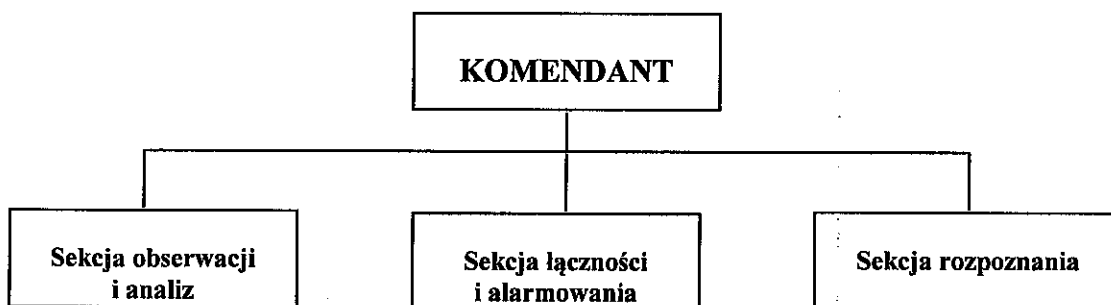 KOMENDANT
Sekcja obserwacji
i analiz
Sekcja łączności
i alarmowania
Sekcja rozpoznania